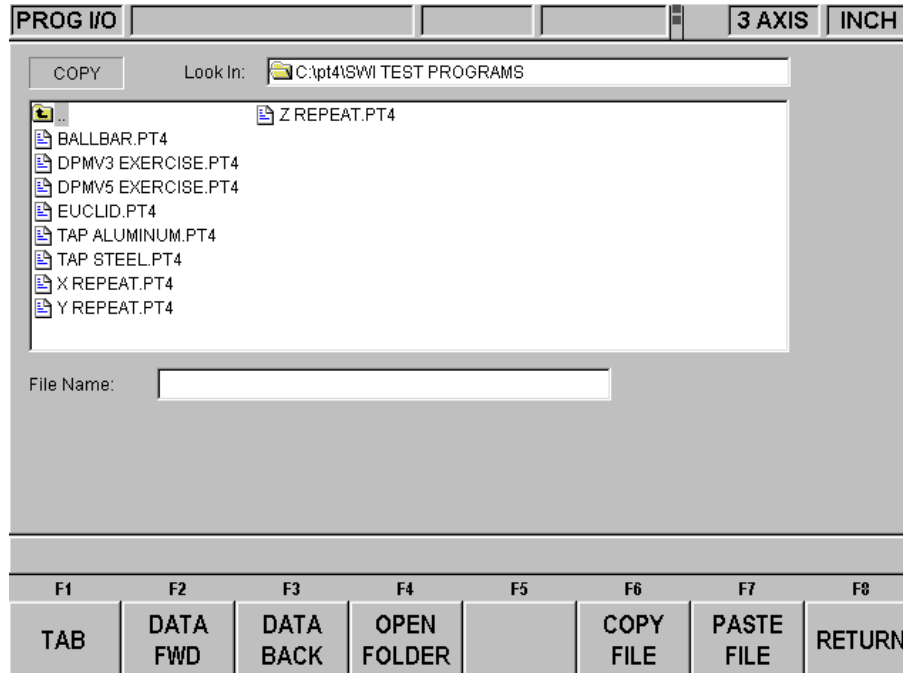 PROG I/O 3 AXIS INCH
COPY Look In: C:\pt4\SWI TEST PROGRAMS
.. Z REPEAT.PT4
BALLBAR.PT4
DPMV3 EXERCISE.PT4
DPMV5 EXERCISE.PT4
EUCLID.PT4
TAP ALUMINUM.PT4
TAP STEEL.PT4
X REPEAT.PT4
Y REPEAT.PT4
File Name:
F1 F2 F3 F4 F5 F6 F7 F8
TAB DATA FWD DATA BACK OPEN FOLDER COPY FILE PASTE FILE RETURN